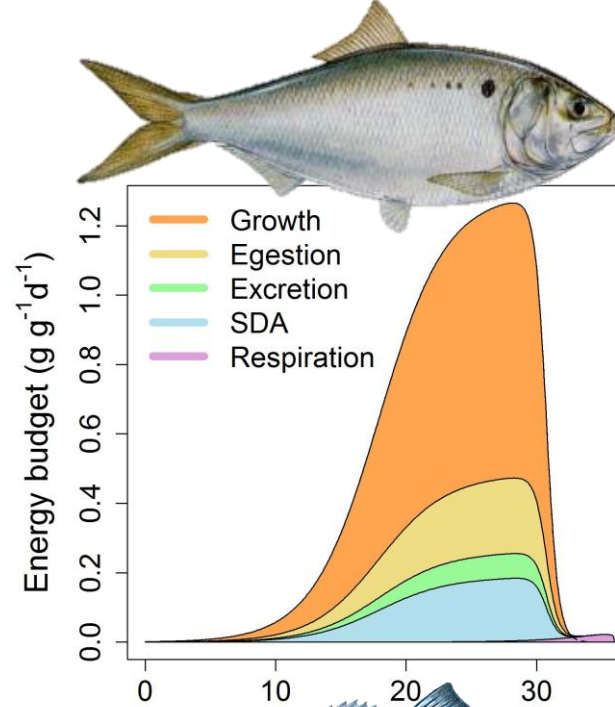 Growth
Egestion
Excretion
SDA
Respiration
Energy budget (g g⁻¹d⁻¹)
1.2
1.0
0.8
0.6
0.4
0.2
0.0
0 10 20 30